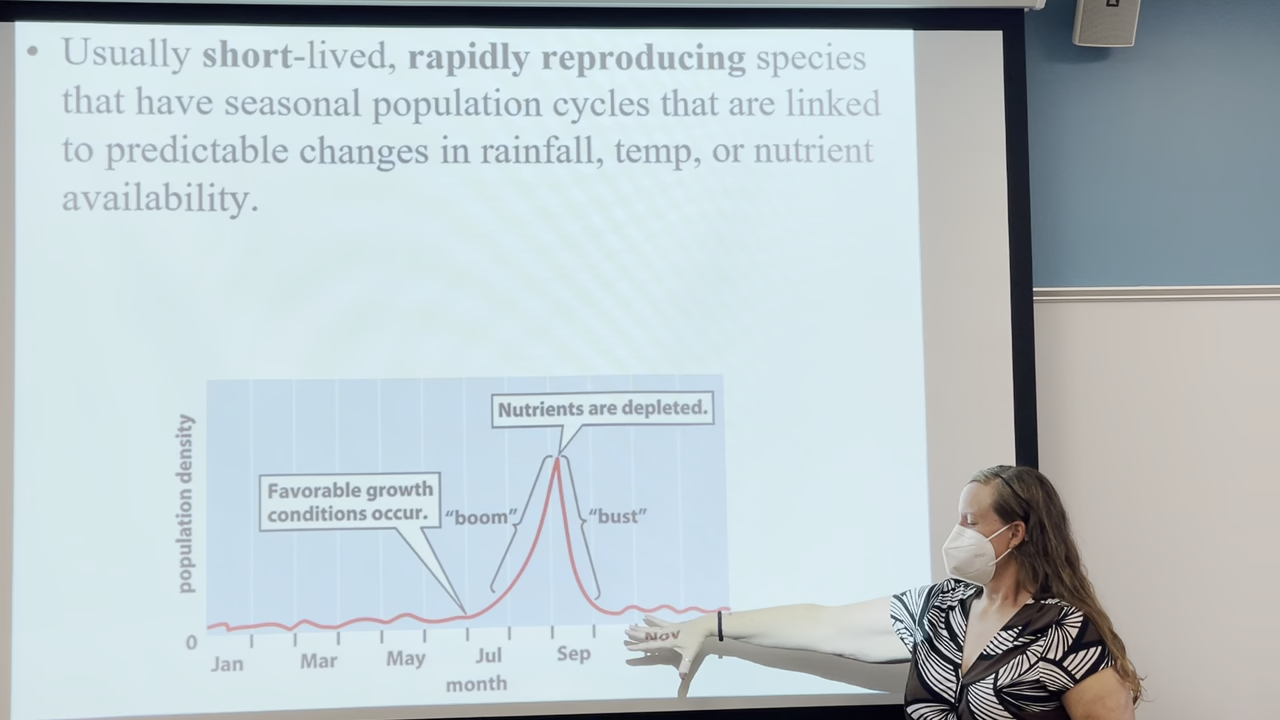 • Usually short-lived, rapidly reproducing species
that have seasonal population cycles that are linked
to predictable changes in rainfall, temp, or nutrient
availability.
Nutrients are depleted.
Favorable growth
conditions occur.
“boom”
“bust”
population density
0
Jan Mar May Jul Sep Nov
month